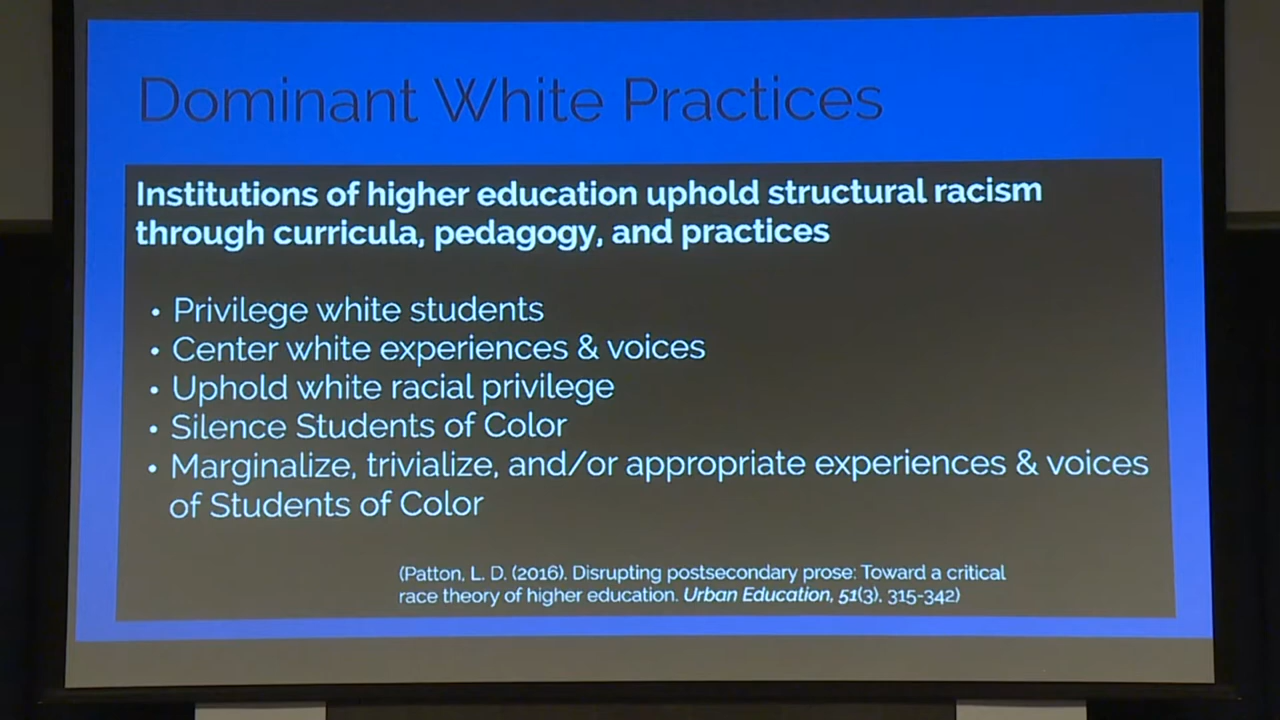 Dominant White Practices
Institutions of higher education uphold structural racism
through curricula, pedagogy, and practices
• Privilege white students
• Center white experiences & voices
• Uphold white racial privilege
• Silence Students of Color
• Marginalize, trivialize, and/or appropriate experiences & voices
of Students of Color
(Patton, L. D. (2016). Disrupting postsecondary prose: Toward a critical
race theory of higher education. Urban Education, 51(3), 315-342)